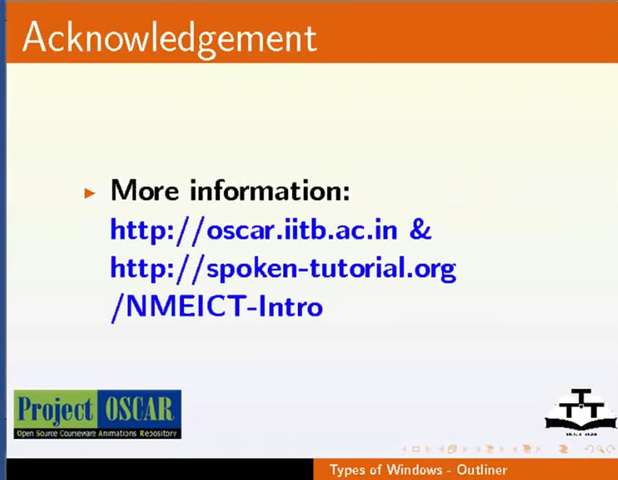 Acknowledgement
More information:
http://oscar.iitb.ac.in &
http://spoken-tutorial.org
/NMEICT-Intro
Project OSCAR
Open Source Courseware Animations Repository
Types of Windows - Outliner